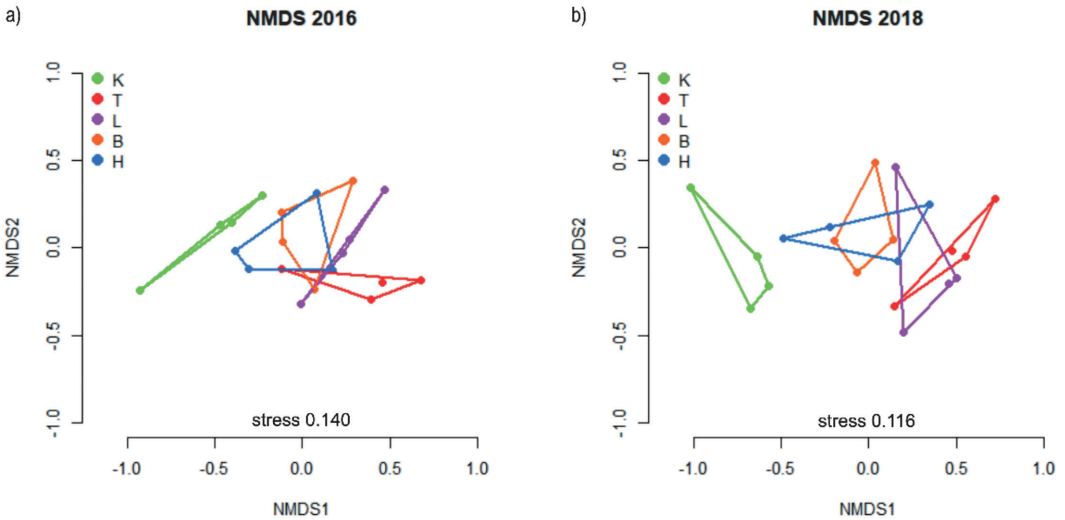 a)
NMDS 2016
1.0
0.5
0.0
-0.5
-1.0
NMDS2
K
T
L
B
H
stress 0.140
-1.0 -0.5 0.0 0.5 1.0
NMDS1
b)
NMDS 2018
1.0
0.5
0.0
-0.5
-1.0
NMDS2
K
T
L
B
H
stress 0.116
-1.0 -0.5 0.0 0.5 1.0
NMDS1